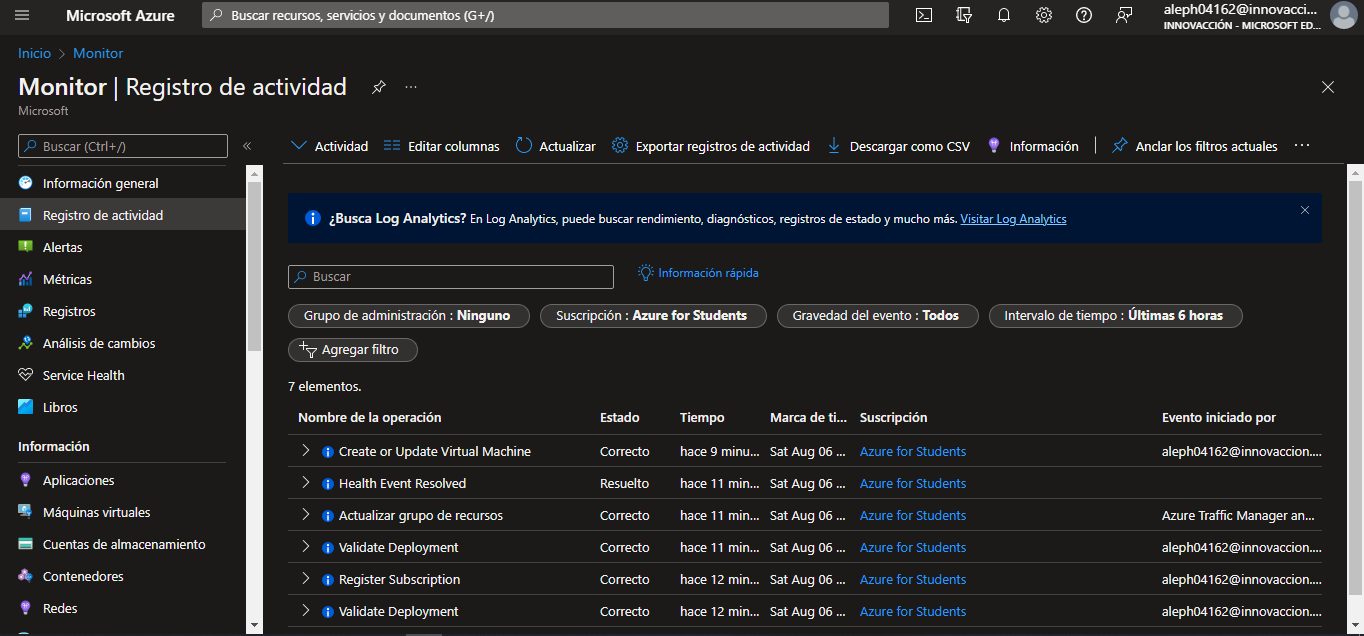 Microsoft Azure
Buscar recursos, servicios y documentos (G+/)
aleph04162@innovacci...
INNOVACCIÓN - MICROSOFT ED...
Inicio > Monitor
Monitor | Registro de actividad
...
Microsoft
Buscar (Ctrl+/)
«
Información general
Registro de actividad
Alertas
Métricas
Registros
Análisis de cambios
Service Health
Libros
Información
Aplicaciones
Máquinas virtuales
Cuentas de almacenamiento
Contenedores
Redes
Actividad Editar columnas Actualizar Exportar registros de actividad Descargar como CSV Información Anclar los filtros actuales ...
¿Busca Log Analytics? En Log Analytics, puede buscar rendimiento, diagnósticos, registros de estado y mucho más. Visitar Log Analytics
Buscar
Información rápida
Grupo de administración : Ninguno Suscripción : Azure for Students Gravedad del evento : Todos Intervalo de tiempo : Últimas 6 horas
Agregar filtro
7 elementos.
Nombre de la operación Estado Tiempo Marca de ti... Suscripción Evento iniciado por
Create or Update Virtual Machine Correcto hace 9 minu... Sat Aug 06 ... Azure for Students aleph04162@innovaccion....
Health Event Resolved Resuelto hace 11 min... Sat Aug 06 ... Azure for Students
Actualizar grupo de recursos Correcto hace 11 min... Sat Aug 06 ... Azure for Students Azure Traffic Manager an...
Validate Deployment Correcto hace 11 min... Sat Aug 06 ... Azure for Students aleph04162@innovaccion....
Register Subscription Correcto hace 12 min... Sat Aug 06 ... Azure for Students aleph04162@innovaccion....
Validate Deployment Correcto hace 12 min... Sat Aug 06 ... Azure for Students aleph04162@innovaccion....